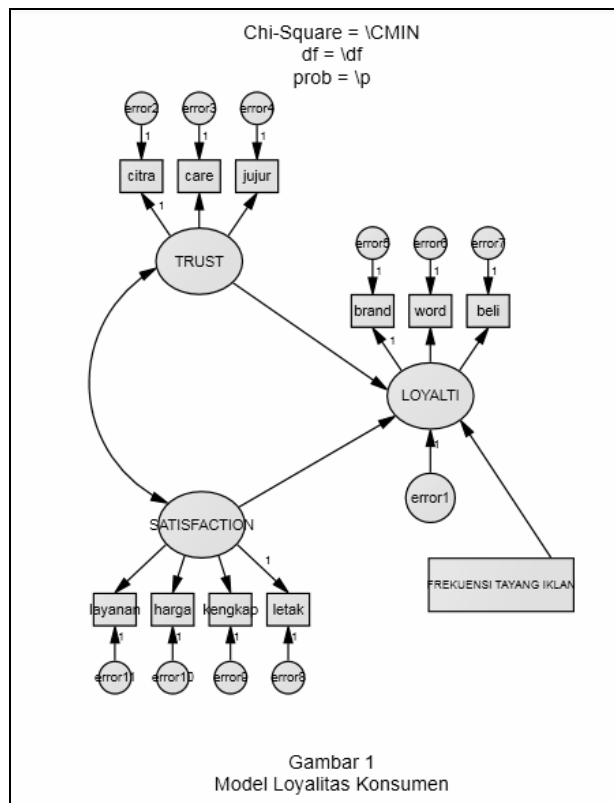 Chi-Square = \CMIN
df = \df
prob = \p
error2 error3 error4
1 1 1
citra care jujur
1
TRUST
error5 error6 error7
1 1 1
brand word beli
1
LOYALTI
1
error1
SATISFACTION
1
FREKUENSI TAYANG IKLAN
layanan harga kengkap letak
1 1 1 1
error11 error10 error9 error8
Gambar 1
Model Loyalitas Konsumen